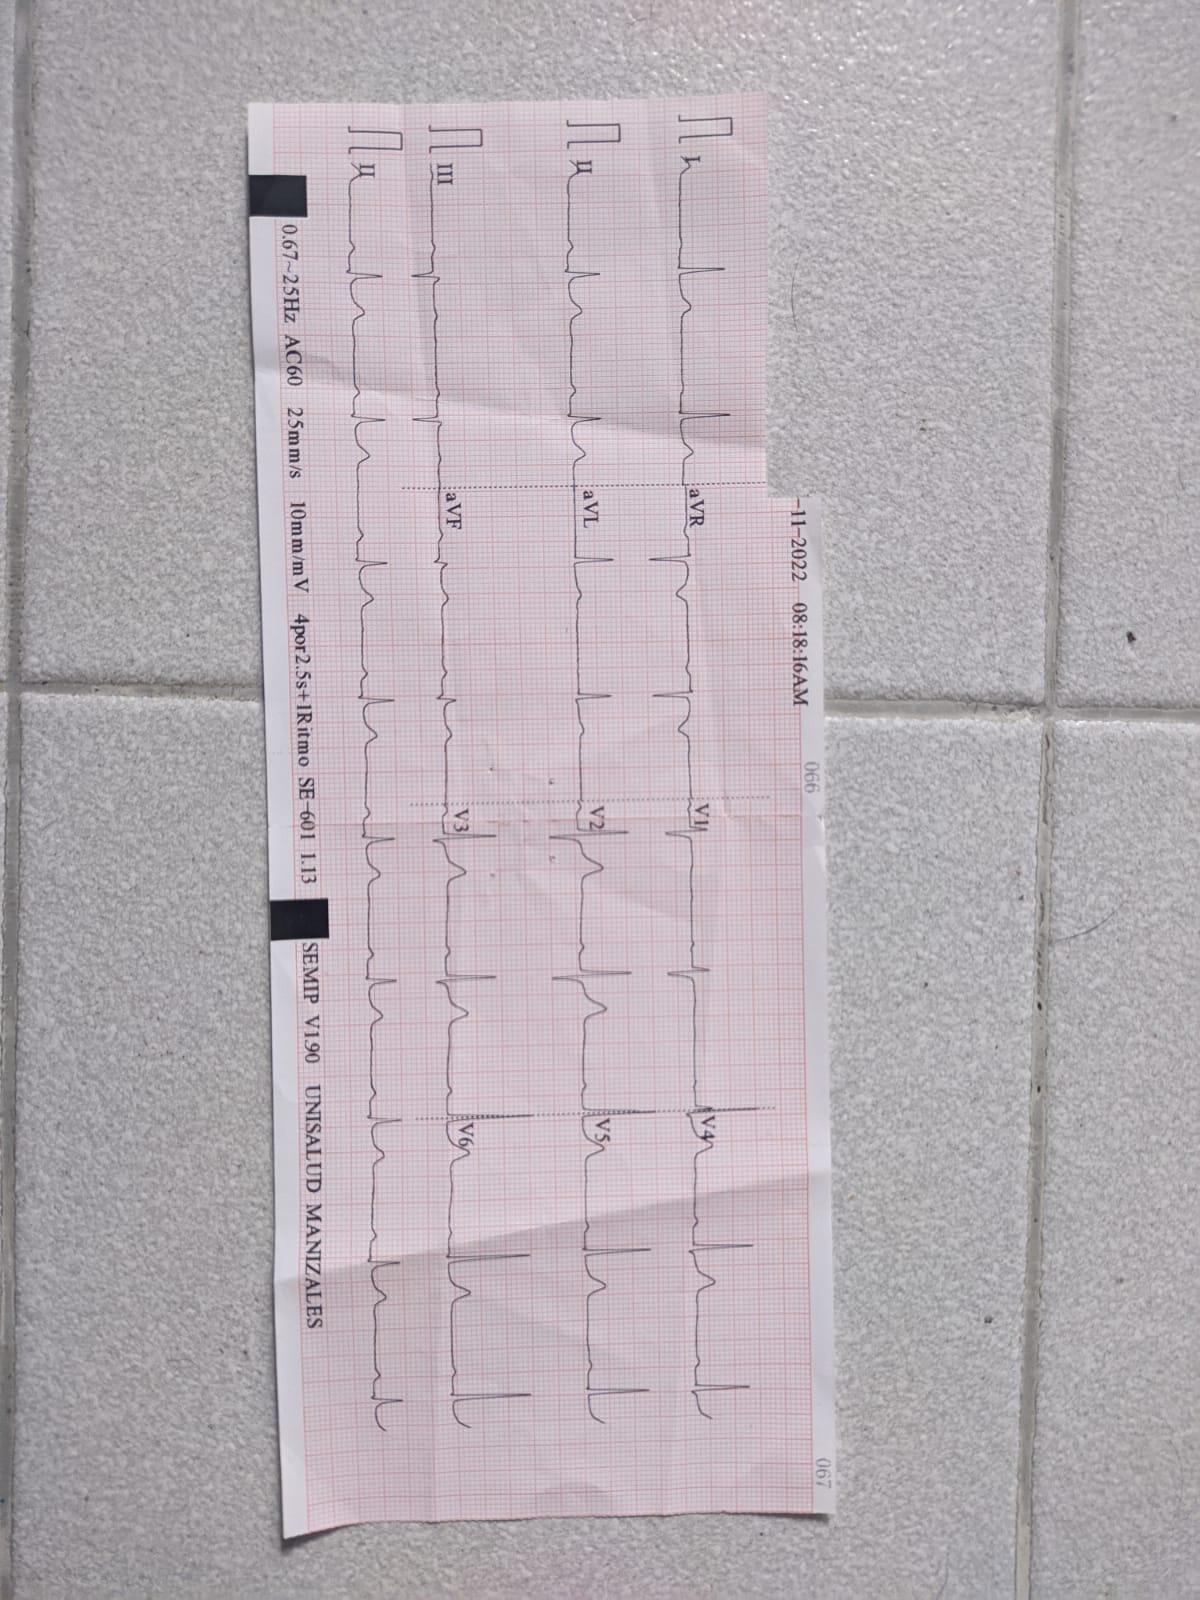 066
067
-11-2022 08:18:16AM
I
aVR
V1
V4
II
aVL
V2
V5
III
aVF
V3
V6
II
0.67~25Hz AC60 25mm/s 10mm/mV 4por2.5s+1Ritmo SE-601 1.13 SEMIP V1.90 UNISALUD MANIZALES